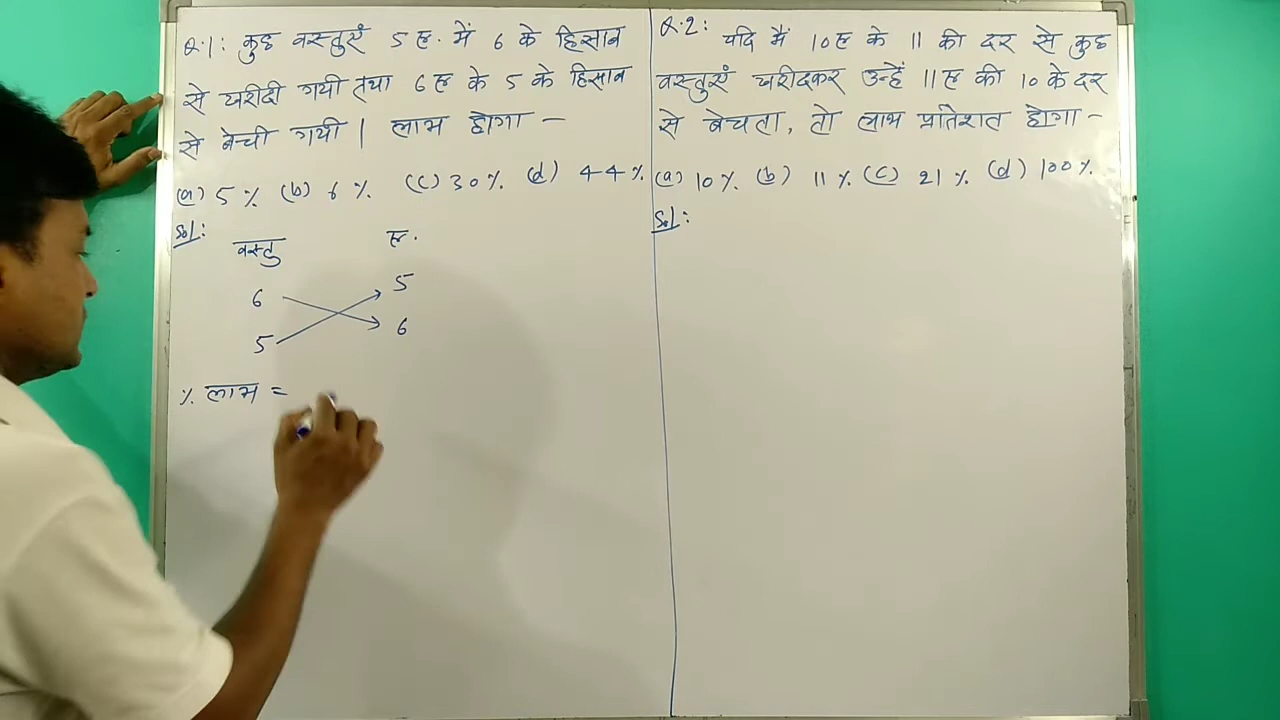 Q.1: कुछ वस्तुएँ 5 रु. में 6 के हिसाब
से खरीदी गयी तथा 6 रु के 5 के हिसाब
से बेची गयी | लाभ होगा –
(a) 5 % (b) 6 %. (c) 30 %. (d) 44 %.
Sol:
वस्तु रु.
6 5
5 6
% लाभ =
Q.2: यदि मैं 10 रु के 11 की दर से कुछ
वस्तुएँ खरीदकर उन्हें 11 रु की 10 के दर
से बेचता, तो लाभ प्रतिशत होगा –
(a) 10 %. (b) 11 % (c) 21 % (d) 100 %.
Sol: